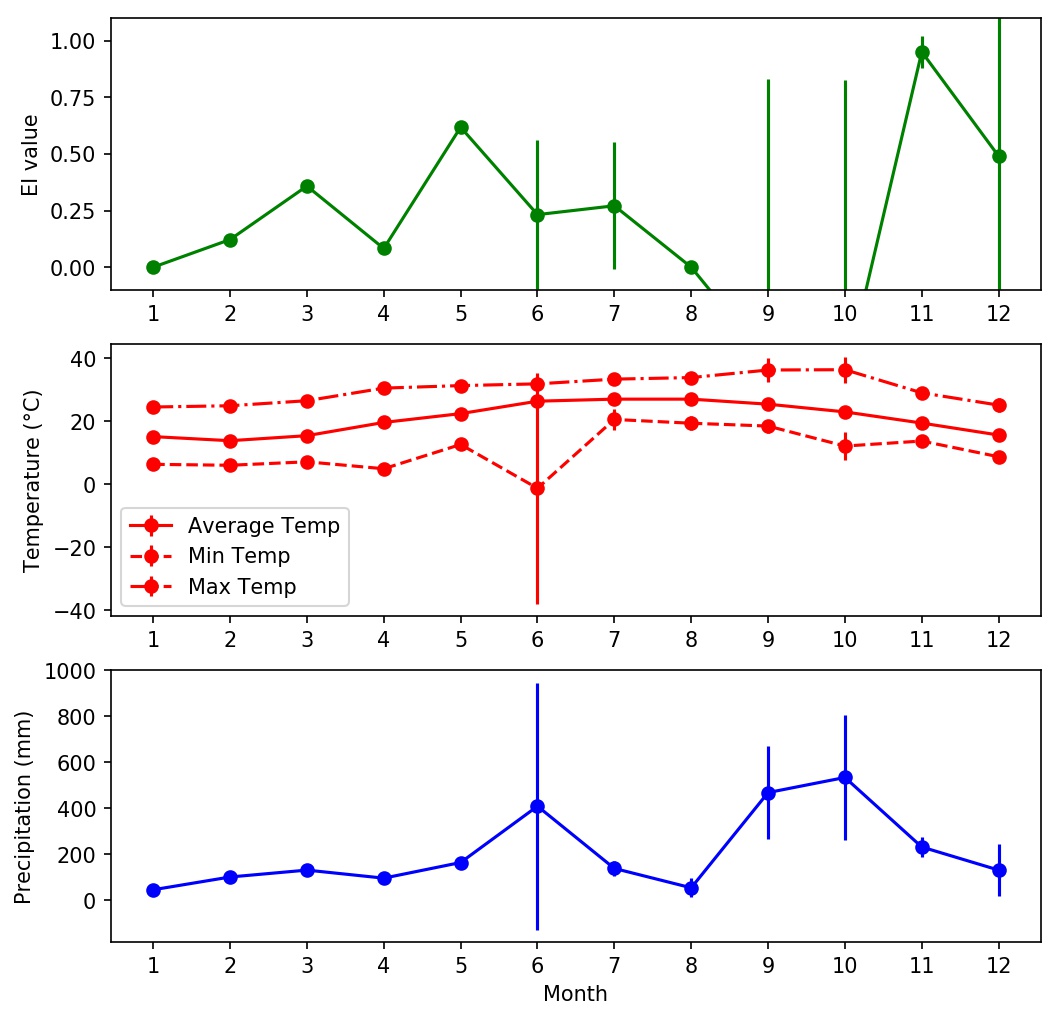 EI value
1.00
0.75
0.50
0.25
0.00
1 2 3 4 5 6 7 8 9 10 11 12
Temperature (°C)
40
20
0
−20
−40
Average Temp
Min Temp
Max Temp
1 2 3 4 5 6 7 8 9 10 11 12
Precipitation (mm)
1000
800
600
400
200
0
1 2 3 4 5 6 7 8 9 10 11 12
Month